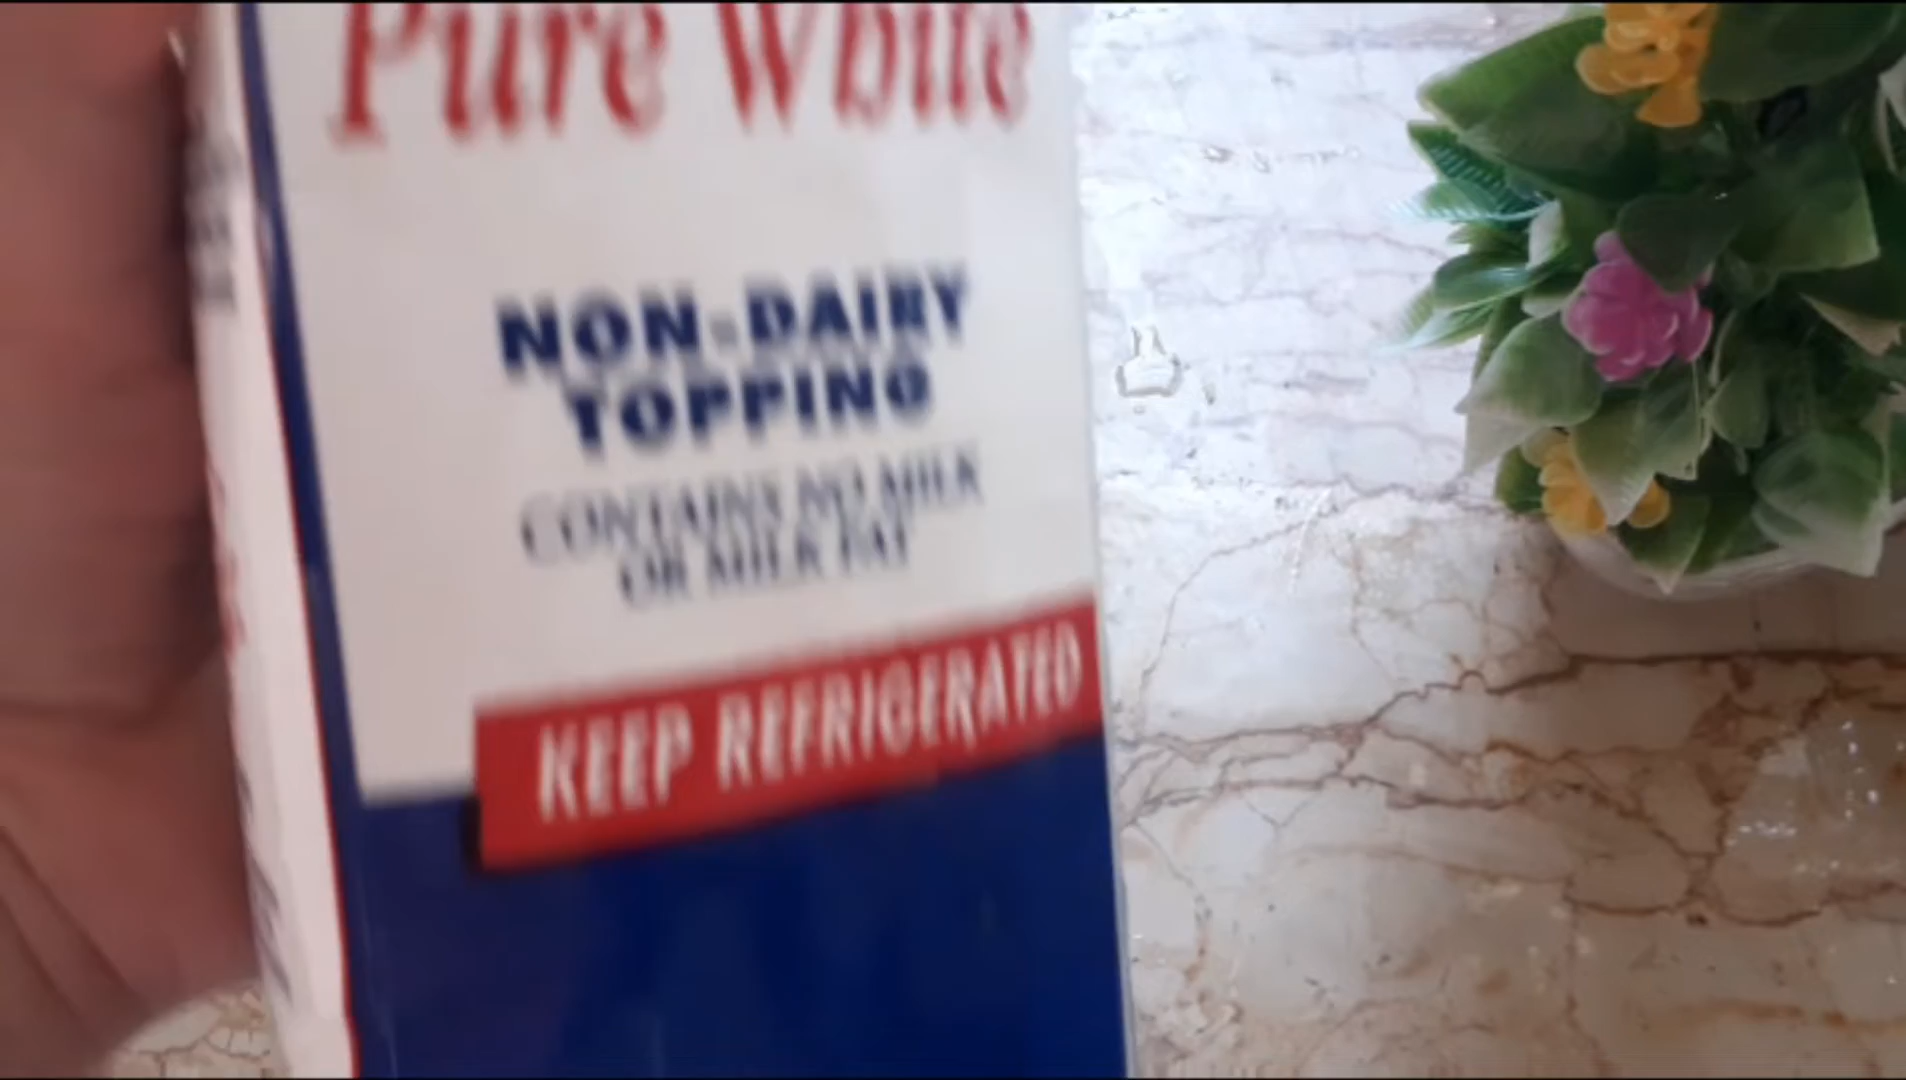 Pure White
NON-DAIRY
TOPPING
CONTAINS NO MILK
OR MILK FAT
KEEP REFRIGERATED